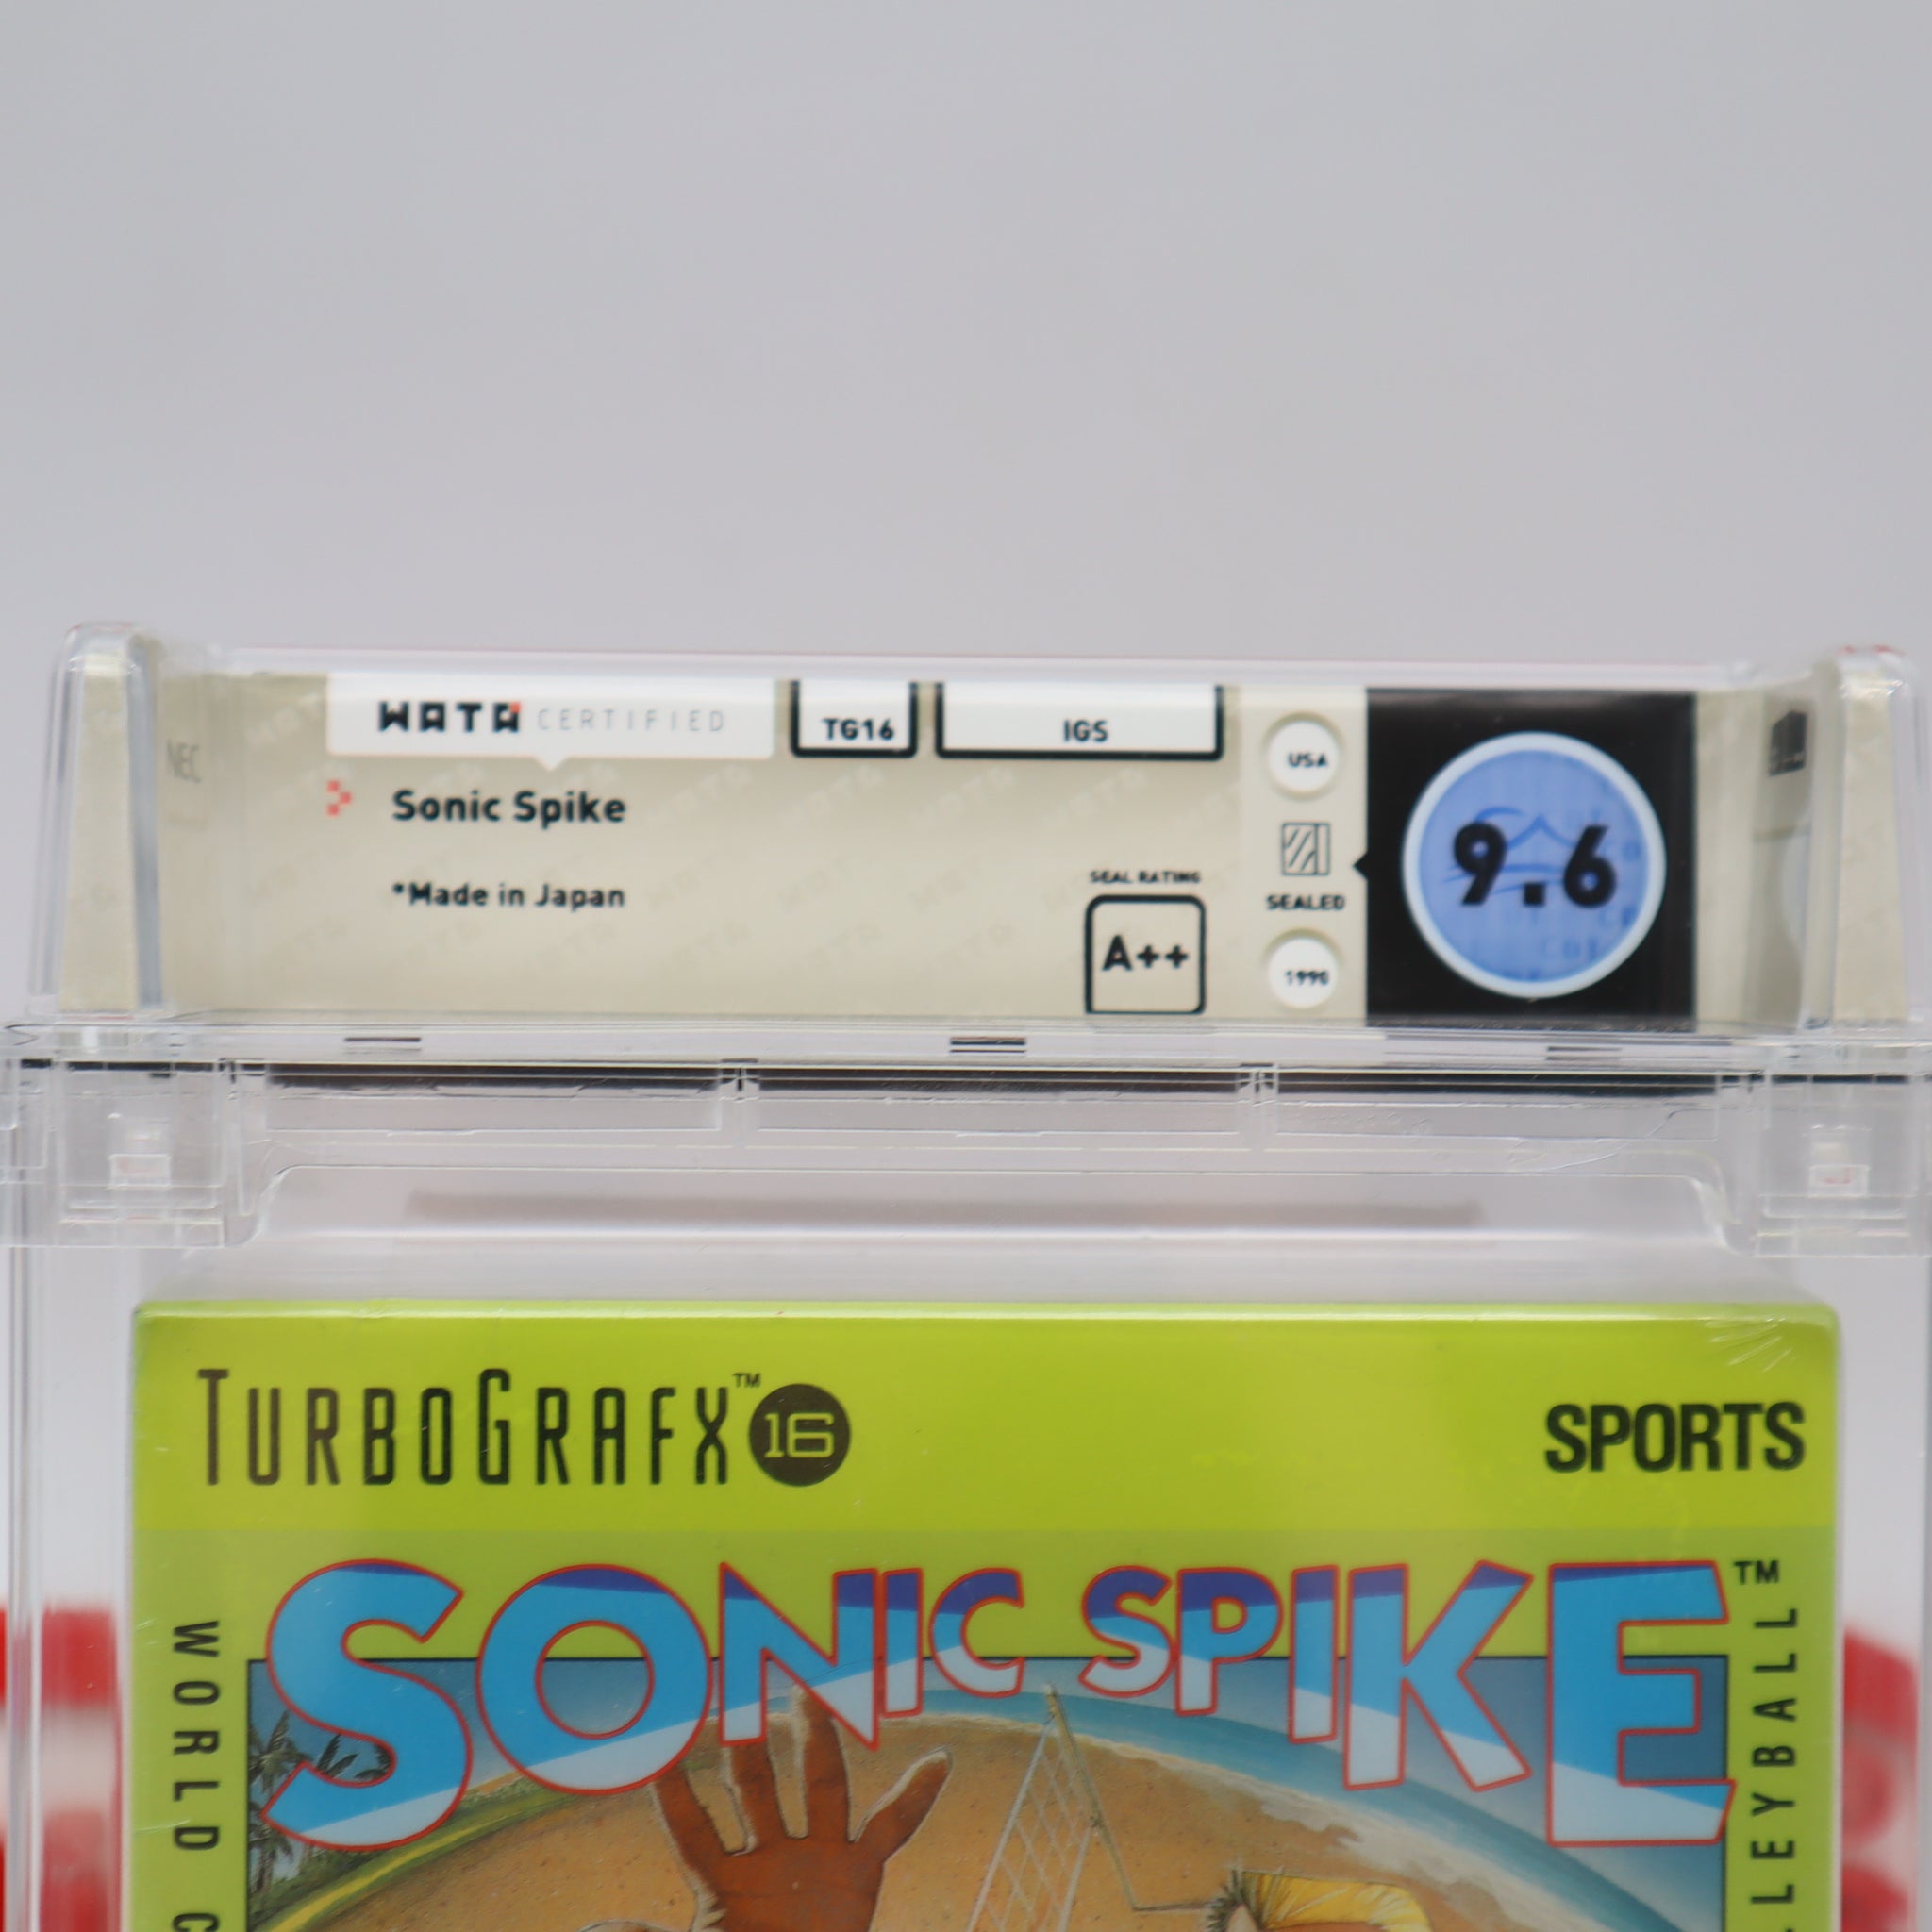 WATA CERTIFIED
TG16
IGS
NEC
Sonic Spike
*Made in Japan
SEAL RATING
A++
USA
SEALED
1990
9.6
TURBOGRAFX™ 16
SPORTS
SONIC SPIKE™
WORLD C
LEYBALL